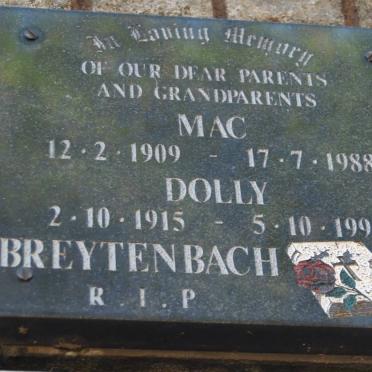 In Loving Memory
OF OUR DEAR PARENTS
AND GRANDPARENTS
MAC
12·2·1909 - 17·7·1988
DOLLY
2·10·1915 - 5·10·199
BREYTENBACH
R.I.P